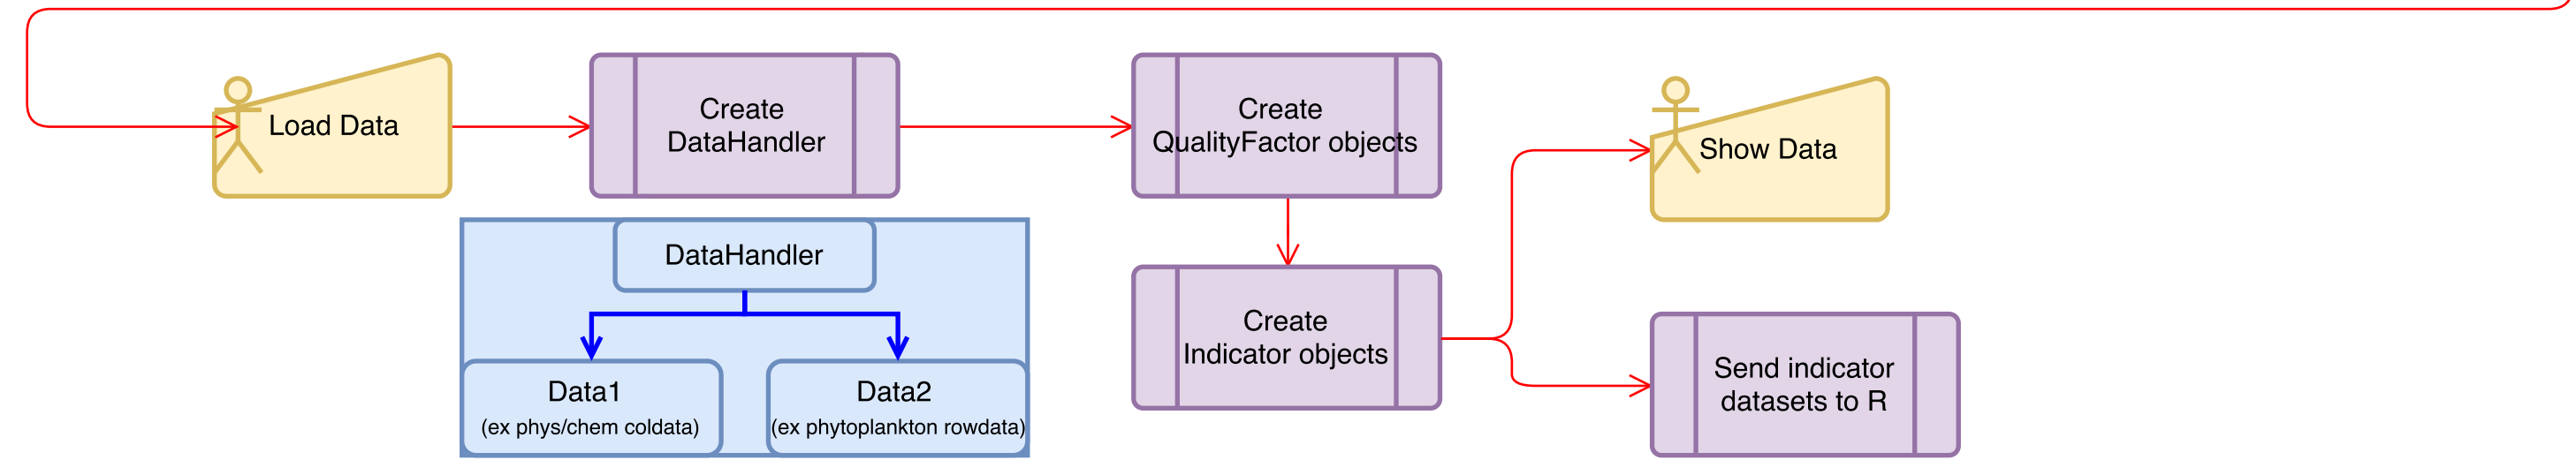 Load Data
Create
DataHandler
Create
QualityFactor objects
Show Data
DataHandler
Data1
(ex phys/chem coldata)
Data2
(ex phytoplankton rowdata)
Create
Indicator objects
Send indicator
datasets to R